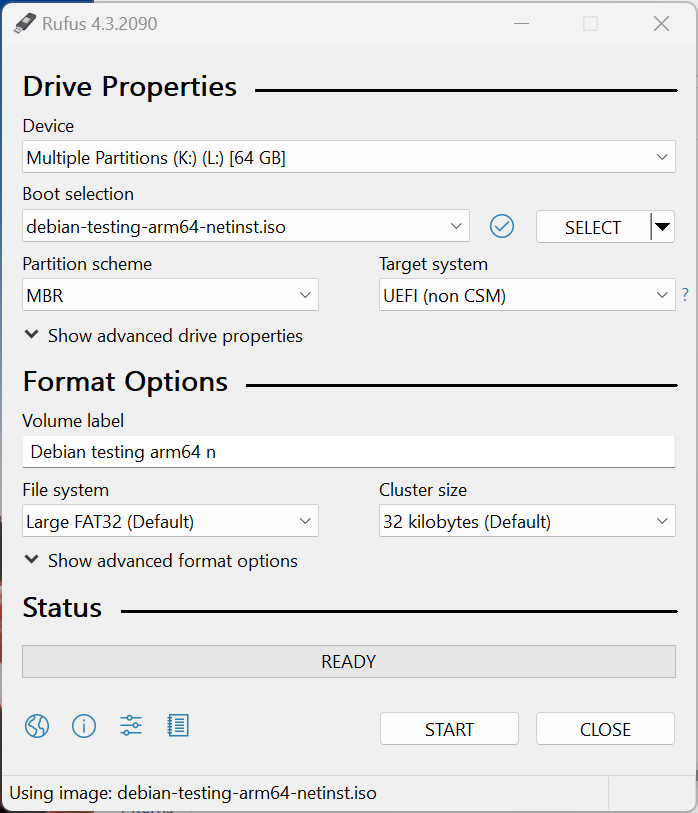 Rufus 4.3.2090
Drive Properties
Device
Multiple Partitions (K:) (L:) [64 GB]
Boot selection
debian-testing-arm64-netinst.iso
SELECT
Partition scheme
Target system
MBR
UEFI (non CSM)
?
Show advanced drive properties
Format Options
Volume label
Debian testing arm64 n
File system
Cluster size
Large FAT32 (Default)
32 kilobytes (Default)
Show advanced format options
Status
READY
START
CLOSE
Using image: debian-testing-arm64-netinst.iso